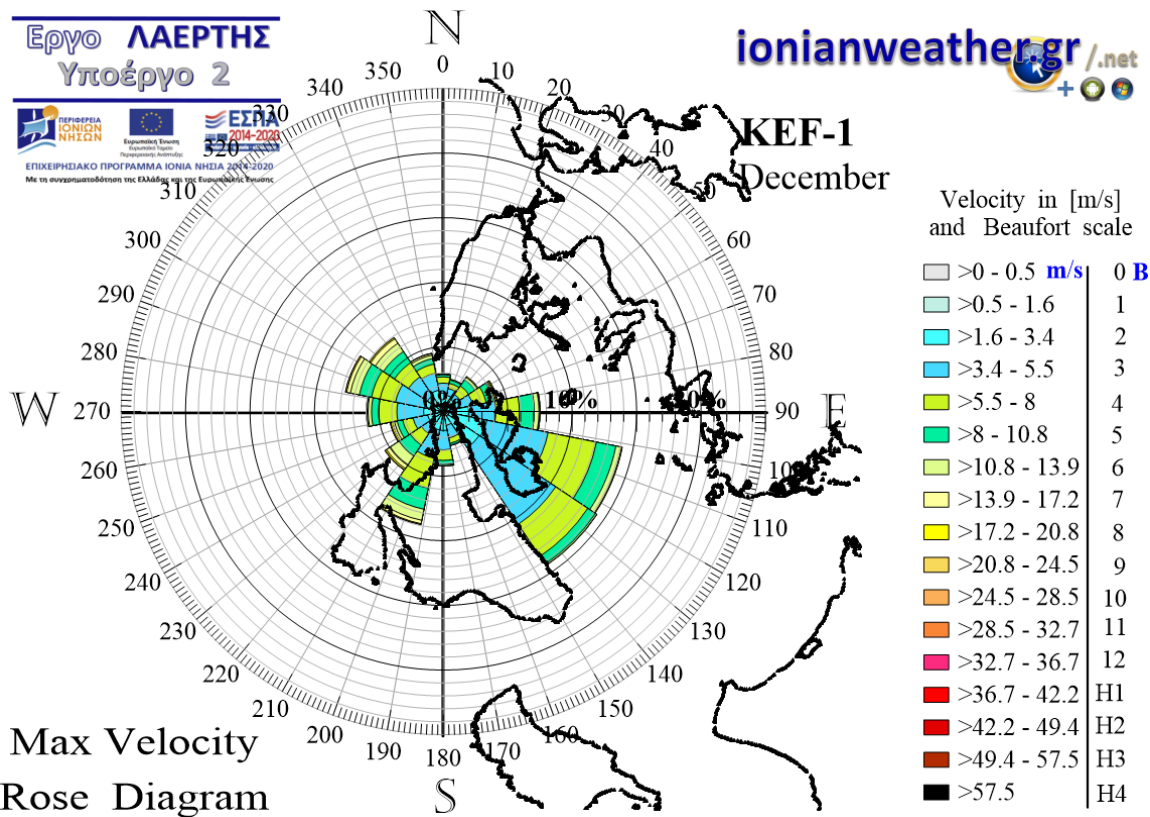 Εργο ΛΑΕΡΤΗΣ
Υποέργο 2
ΠΕΡΙΦΕΡΕΙΑ
ΙΟΝΙΩΝ
ΝΗΣΩΝ
Ευρωπαϊκή Ένωση
Ευρωπαϊκό Ταμείο
Περιφερειακής Ανάπτυξης
ΕΣΠΑ
2014-2020
ΕΠΙΧΕΙΡΗΣΙΑΚΟ ΠΡΟΓΡΑΜΜΑ ΙΟΝΙΑ ΝΗΣΙΑ 2014-2020
Με τη συγχρηματοδότηση της Ελλάδας και της Ευρωπαϊκής Ένωσης
ionianweather.gr /.net
KEF-1
December
N
0
10
20
30
40
50
60
70
80
90
E
100
110
120
130
140
150
160
170
180
S
190
200
210
220
230
240
250
260
270
W
280
290
300
310
320
330
340
350
0%
10%
20%
Velocity in [m/s]
and Beaufort scale
>0 - 0.5 m/s 0 B
>0.5 - 1.6 1
>1.6 - 3.4 2
>3.4 - 5.5 3
>5.5 - 8 4
>8 - 10.8 5
>10.8 - 13.9 6
>13.9 - 17.2 7
>17.2 - 20.8 8
>20.8 - 24.5 9
>24.5 - 28.5 10
>28.5 - 32.7 11
>32.7 - 36.7 12
>36.7 - 42.2 H1
>42.2 - 49.4 H2
>49.4 - 57.5 H3
>57.5 H4
Max Velocity
Rose Diagram